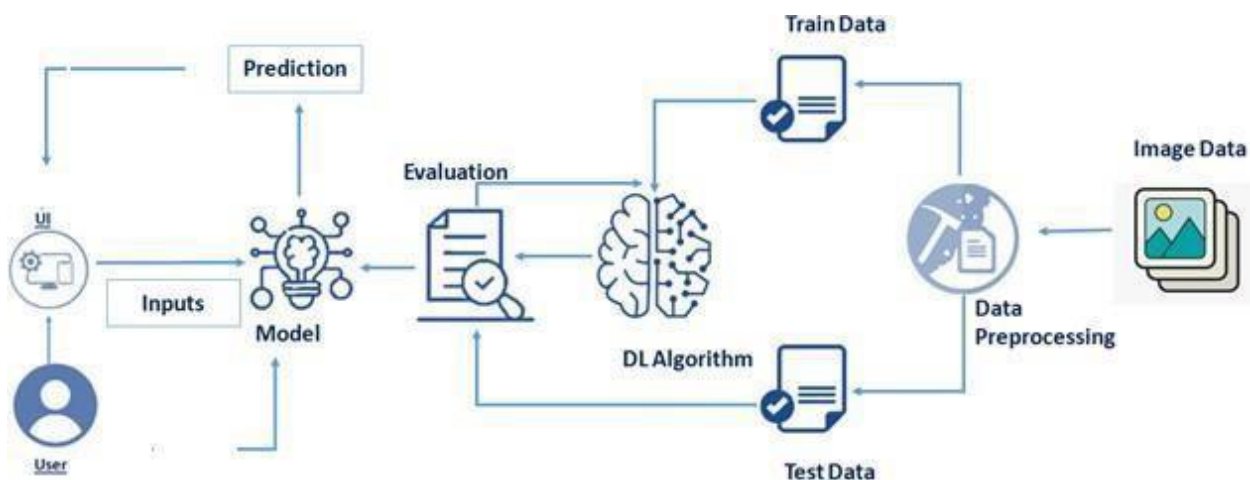 Train Data
Prediction
Image Data
Evaluation
UI
Inputs
Model
Data
Preprocessing
DL Algorithm
User
Test Data